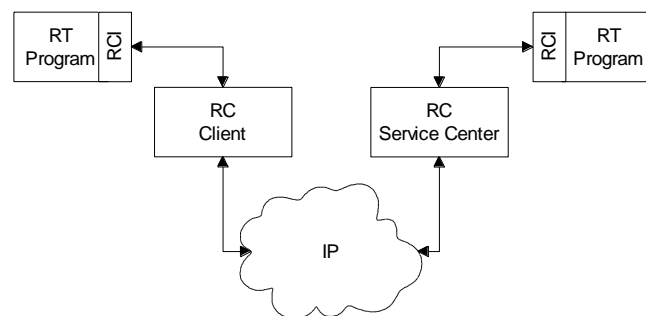 RT
Program
RCI
RCI
RT
Program
RC
Client
RC
Service Center
IP